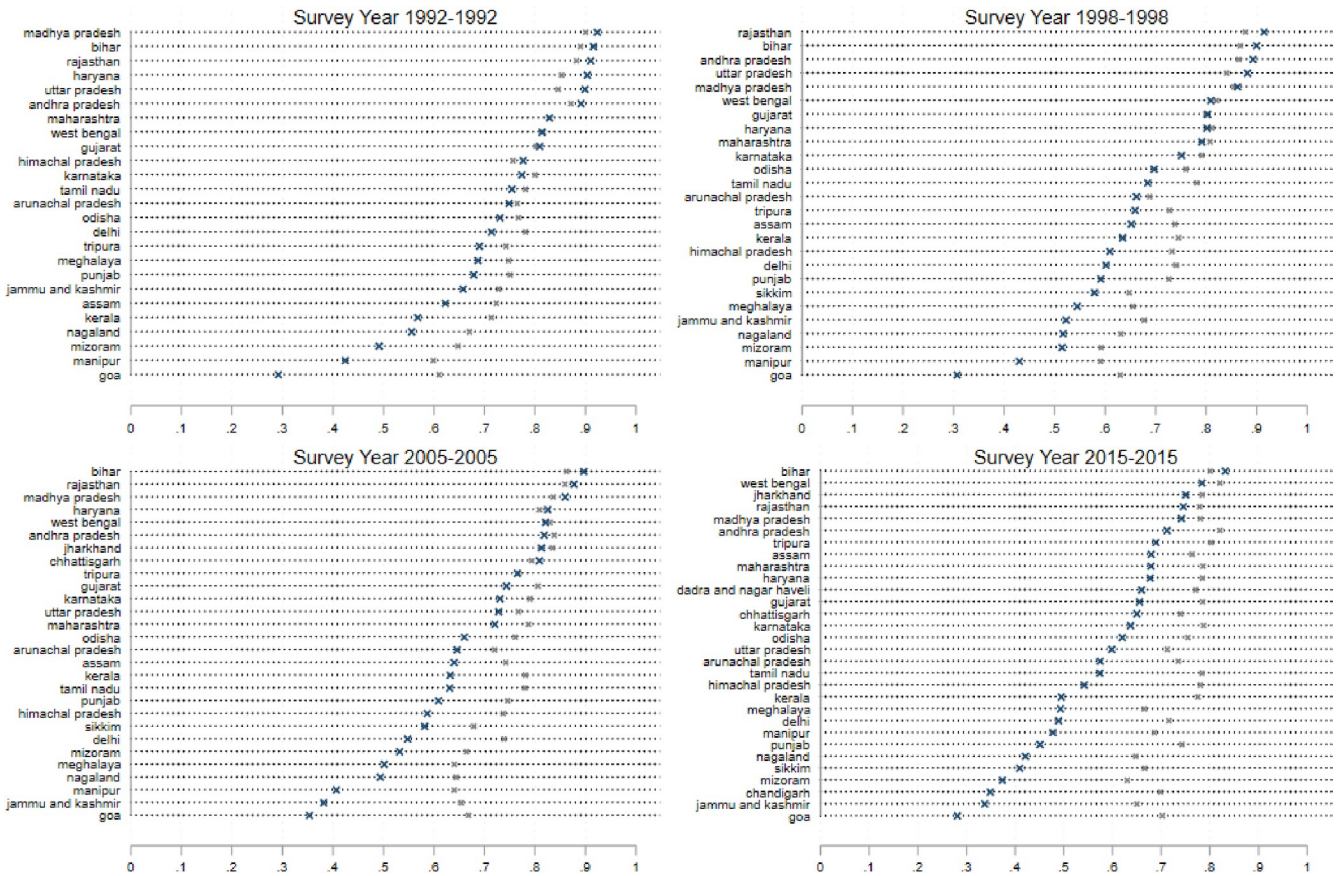 Survey Year 1992-1992
madhya pradesh
bihar
rajasthan
haryana
uttar pradesh
andhra pradesh
maharashtra
west bengal
gujarat
himachal pradesh
karnataka
tamil nadu
arunachal pradesh
odisha
delhi
tripura
meghalaya
punjab
jammu and kashmir
assam
kerala
nagaland
mizoram
manipur
goa
0 .1 .2 .3 .4 .5 .6 .7 .8 .9 1
Survey Year 1998-1998
rajasthan
bihar
andhra pradesh
uttar pradesh
madhya pradesh
west bengal
gujarat
haryana
maharashtra
karnataka
odisha
tamil nadu
arunachal pradesh
tripura
assam
kerala
himachal pradesh
delhi
punjab
sikkim
meghalaya
jammu and kashmir
nagaland
mizoram
manipur
goa
0 .1 .2 .3 .4 .5 .6 .7 .8 .9 1
Survey Year 2005-2005
bihar
rajasthan
madhya pradesh
haryana
west bengal
andhra pradesh
jharkhand
chhattisgarh
tripura
gujarat
karnataka
uttar pradesh
maharashtra
odisha
arunachal pradesh
assam
kerala
tamil nadu
punjab
himachal pradesh
sikkim
delhi
mizoram
meghalaya
nagaland
manipur
jammu and kashmir
goa
0 .1 .2 .3 .4 .5 .6 .7 .8 .9 1
Survey Year 2015-2015
bihar
west bengal
jharkhand
rajasthan
madhya pradesh
andhra pradesh
tripura
assam
maharashtra
haryana
dadra and nagar haveli
gujarat
chhattisgarh
karnataka
odisha
uttar pradesh
arunachal pradesh
tamil nadu
himachal pradesh
kerala
meghalaya
delhi
manipur
punjab
nagaland
sikkim
mizoram
chandigarh
jammu and kashmir
goa
0 .1 .2 .3 .4 .5 .6 .7 .8 .9 1